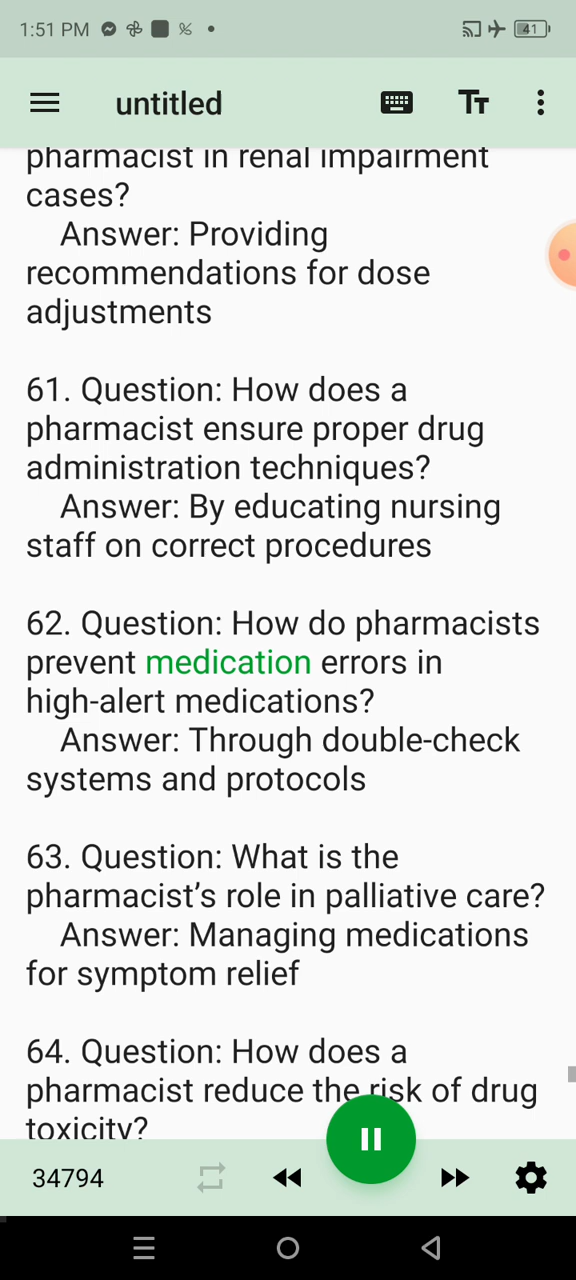 1:51 PM
41
untitled
Tт
pharmacist in renal impairment
cases?
Answer: Providing
recommendations for dose
adjustments
61. Question: How does a
pharmacist ensure proper drug
administration techniques?
Answer: By educating nursing
staff on correct procedures
62. Question: How do pharmacists
prevent medication errors in
high-alert medications?
Answer: Through double-check
systems and protocols
63. Question: What is the
pharmacist’s role in palliative care?
Answer: Managing medications
for symptom relief
64. Question: How does a
pharmacist reduce the risk of drug
toxicity?
34794